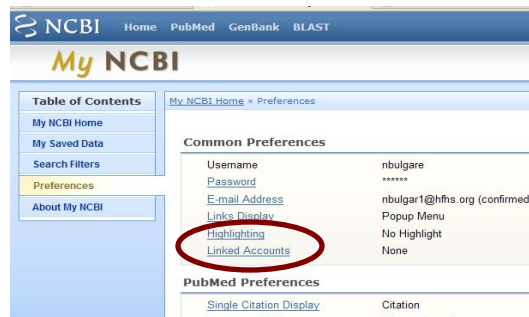 NCBI Home PubMed GenBank BLAST
My NCBI
Table of Contents
My NCBI Home
My Saved Data
Search Filters
Preferences
About My NCBI
My NCBI Home » Preferences
Common Preferences
Username nbulgare
Password ******
E-mail Address nbulgar1@hfhs.org (confirmed
Links Display Popup Menu
Highlighting No Highlight
Linked Accounts None
PubMed Preferences
Single Citation Display Citation